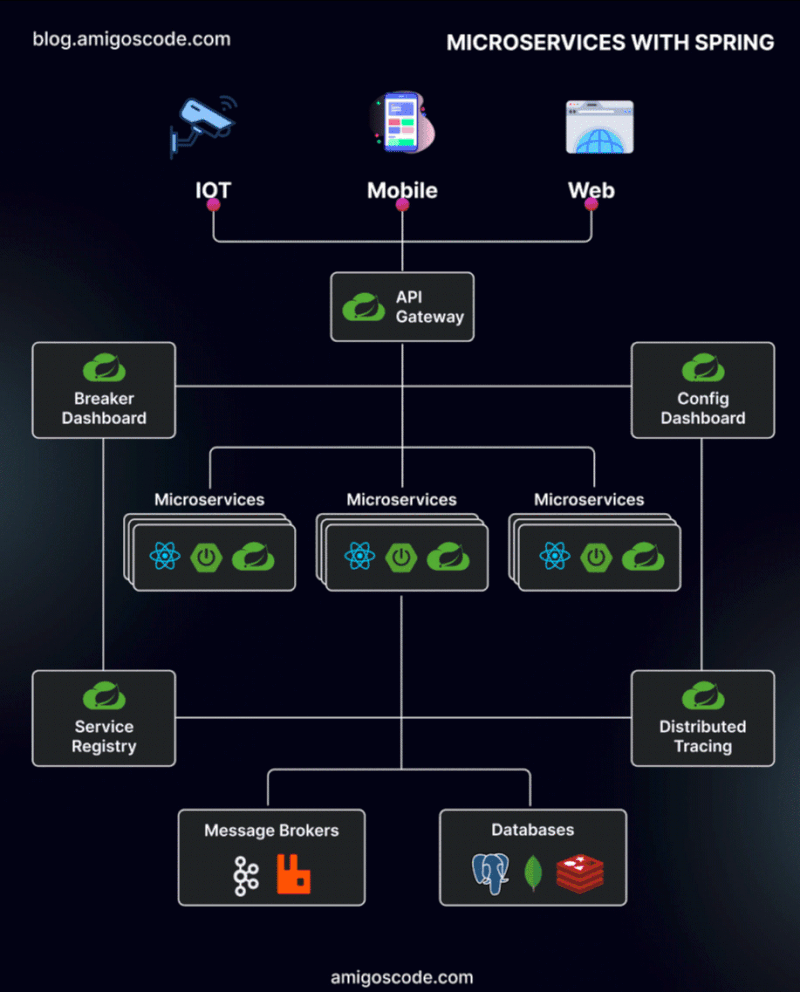 blog.amigoscode.com
MICROSERVICES WITH SPRING
IOT
Mobile
Web
API
Gateway
Breaker
Dashboard
Config
Dashboard
Microservices
Microservices
Microservices
Service
Registry
Distributed
Tracing
Message Brokers
Databases
amigoscode.com